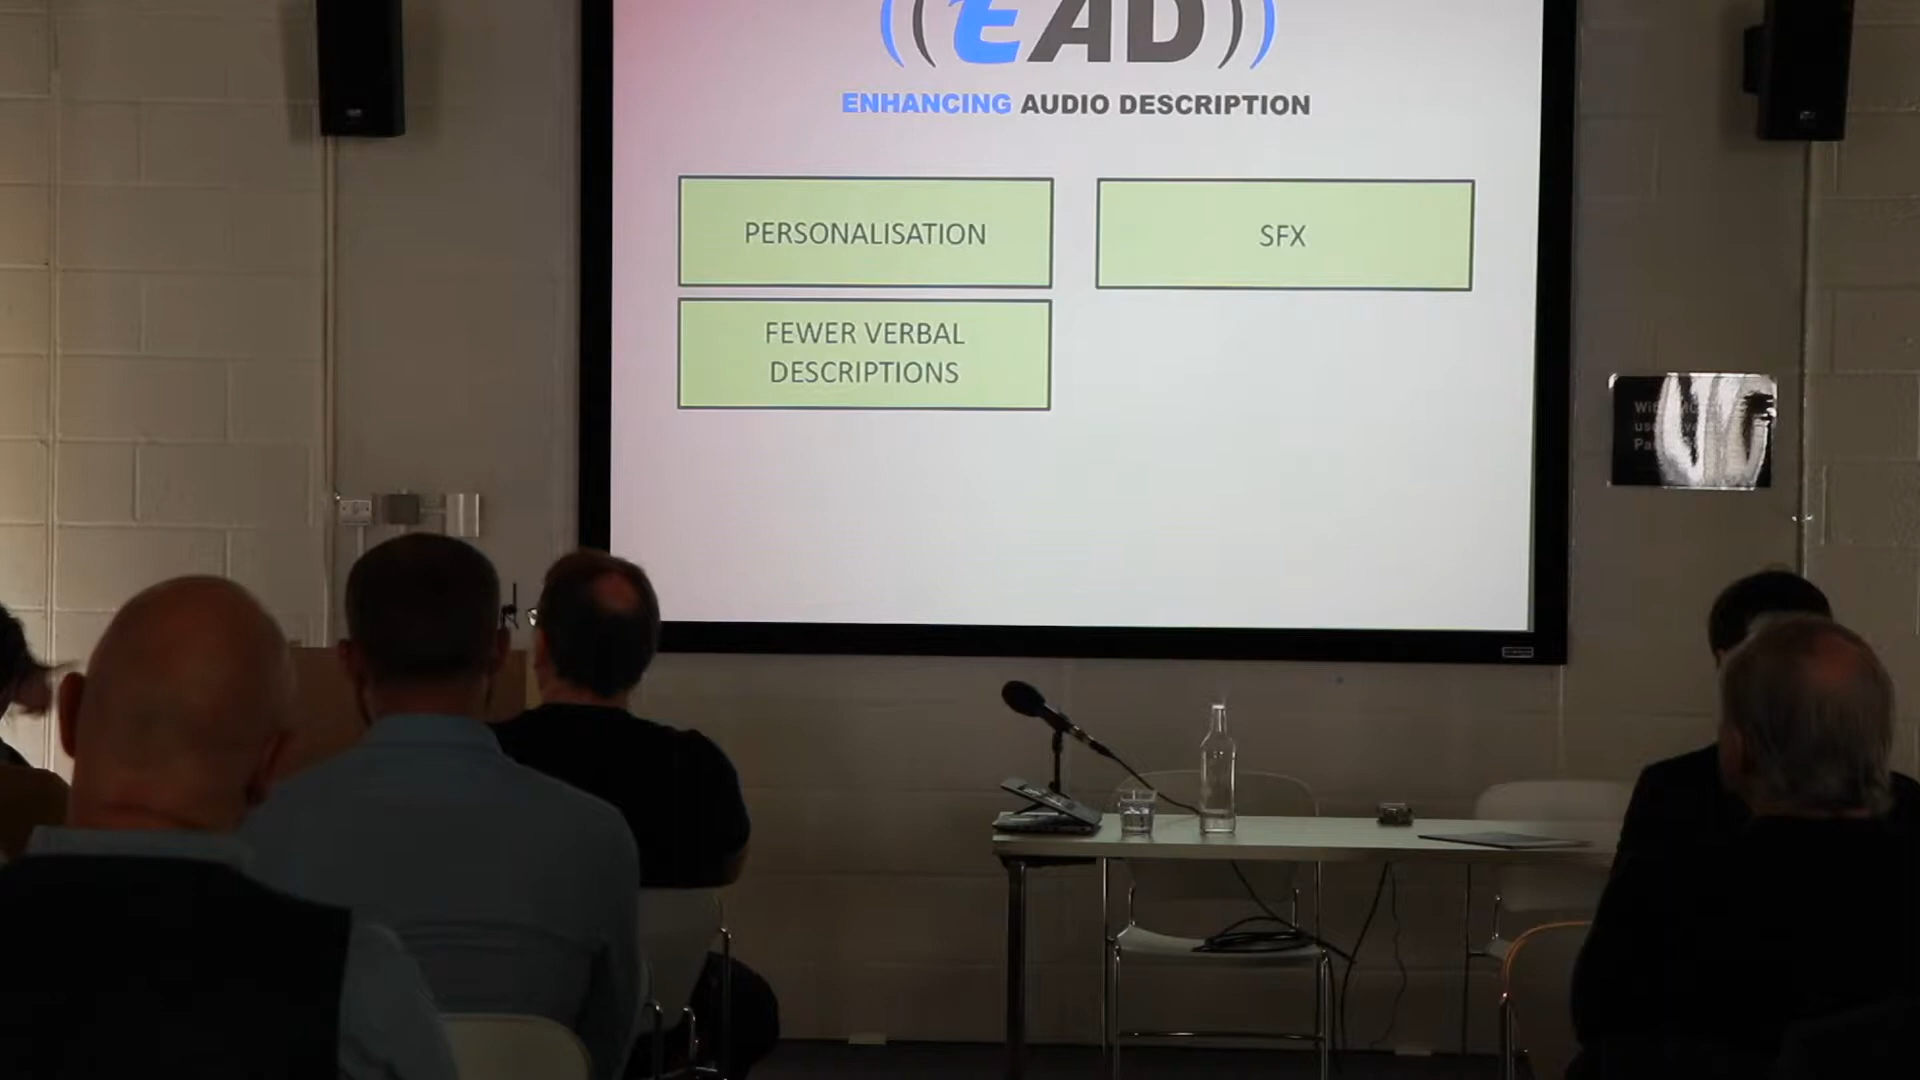 ((EAD))
ENHANCING AUDIO DESCRIPTION
PERSONALISATION
SFX
FEWER VERBAL
DESCRIPTIONS